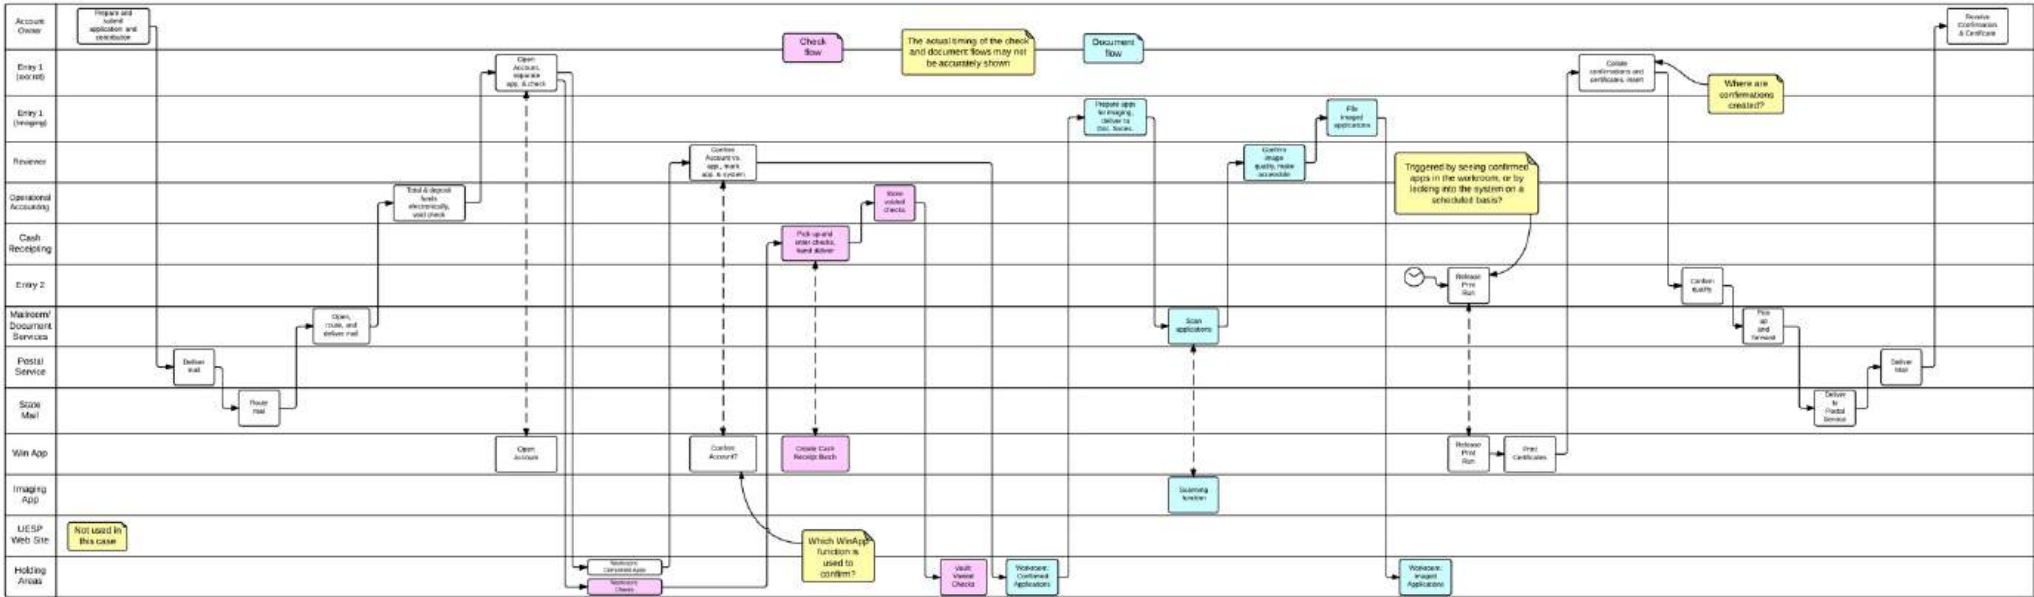 Account
Owner
Prepare and
submit
application and
contribution
Receive
Confirmation
& Certificate
Check
flow
The actual timing of the check
and document flows may not
be accurately shown
Document
flow
Entry 1
Open
Account,
separate
app. & check
Collate
confirmations and
certificates, insert
Where are
confirmations
created?
Entry 1
(Imaging)
Prepare apps
for imaging,
deliver to
Doc. Svces.
File
imaged
applications
Reviewer
Confirm
Account vs.
app., mark
app. & system
Confirm
image
quality, make
accessible
Triggered by seeing confirmed
apps in the workroom, or by
looking into the system on a
scheduled basis?
Operational
Accounting
Total & deposit
funds
electronically,
void check
Store
voided
checks
Cash
Receipting
Pick up and
enter checks,
hand deliver
Entry 2
Release
Print
Run
Confirm
quality
Mailroom/
Document
Services
Open,
route, and
deliver mail
Scan
applications
Pick
up
and
forward
Postal
Service
Deliver
mail
Deliver
Mail
State
Mail
Route
mail
Deliver
to
Postal
Service
Win App
Open
Account
Confirm
Account?
Create Cash
Receipt Batch
Release
Print
Run
Print
Certificates
Imaging
App
Scanning
function
UESP
Web Site
Not used in
this case
Which WinApp
function is
used to
confirm?
Holding
Areas
Workroom:
Completed Apps
Workroom:
Checks
Vault:
Voided
Checks
Workroom:
Confirmed
Applications
Workroom:
Imaged
Applications